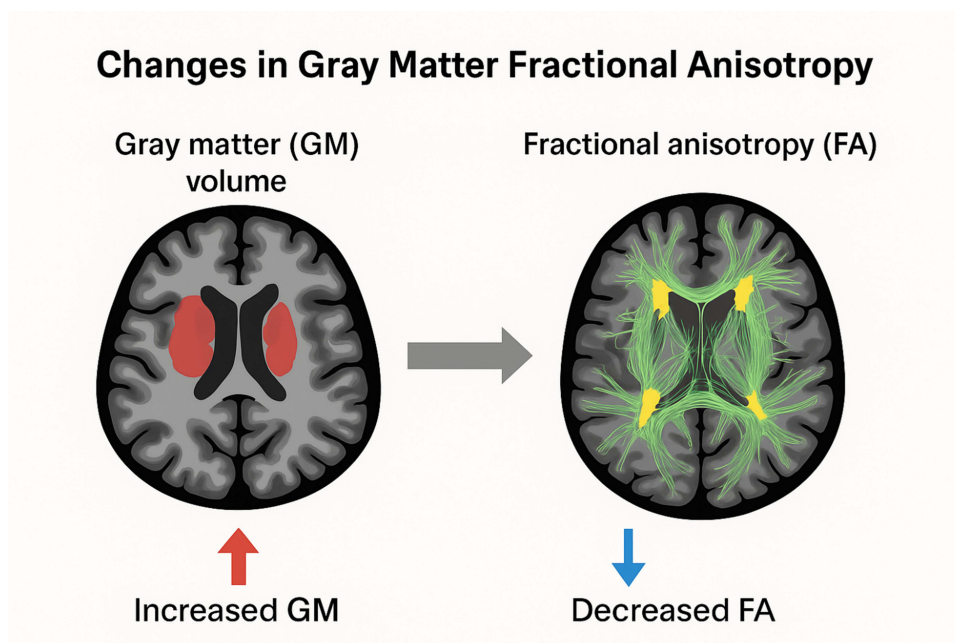 Changes in Gray Matter Fractional Anisotropy
Gray matter (GM)
volume
Fractional anisotropy (FA)
Increased GM
Decreased FA